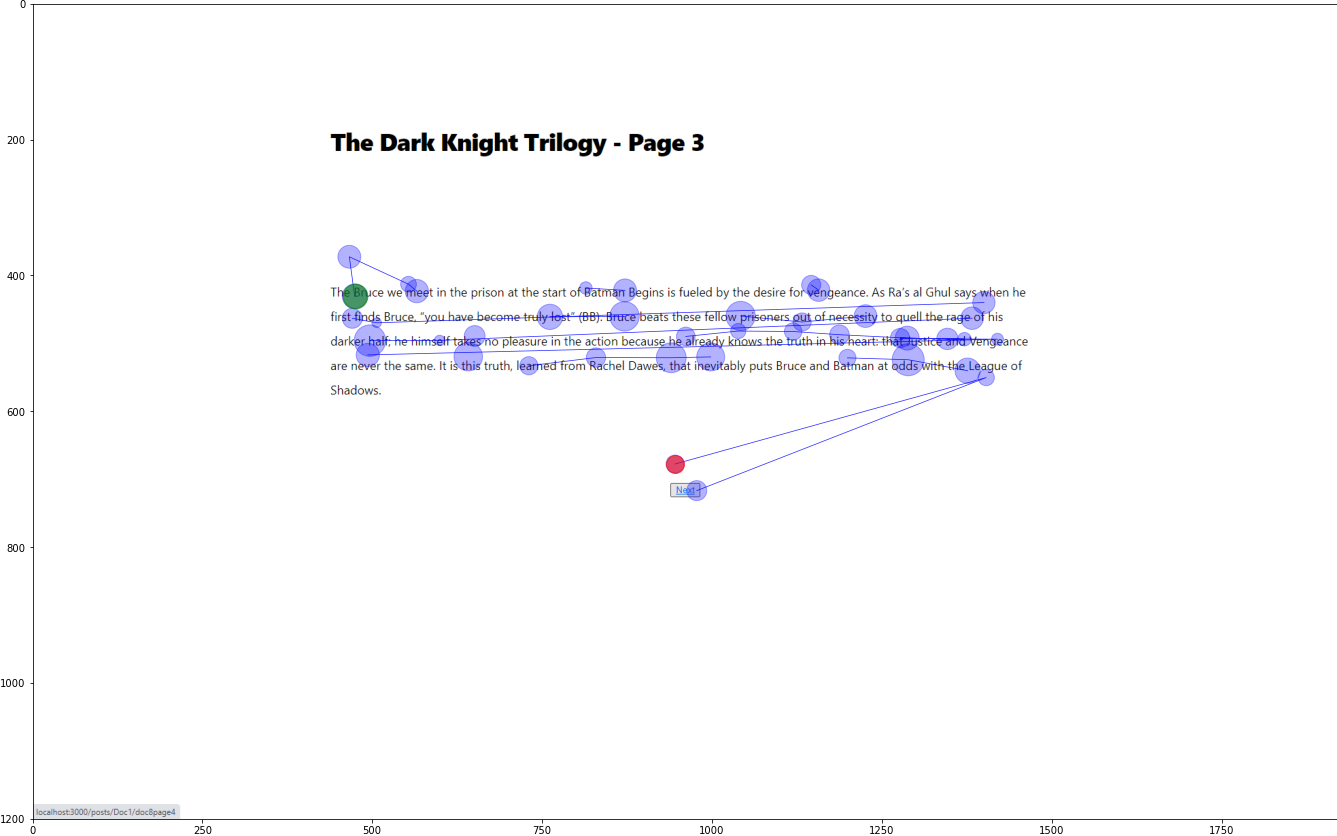 0
200
The Dark Knight Trilogy - Page 3
400
The Bruce we meet in the prison at the start of Batman Begins is fueled by the desire for vengeance. As Ra's al Ghul says when he
first finds Bruce, "you have become truly lost" (BB). Bruce beats these fellow prisoners out of necessity to quell the rage of his
darker half; he himself takes no pleasure in the action because he already knows the truth in his heart: that Justice and Vengeance
are never the same. It is this truth, learned from Rachel Dawes, that inevitably puts Bruce and Batman at odds with the League of
Shadows.
600
Next
800
1000
localhost:3000/posts/Doc1/doc8page4
1200
0 250 500 750 1000 1250 1500 1750